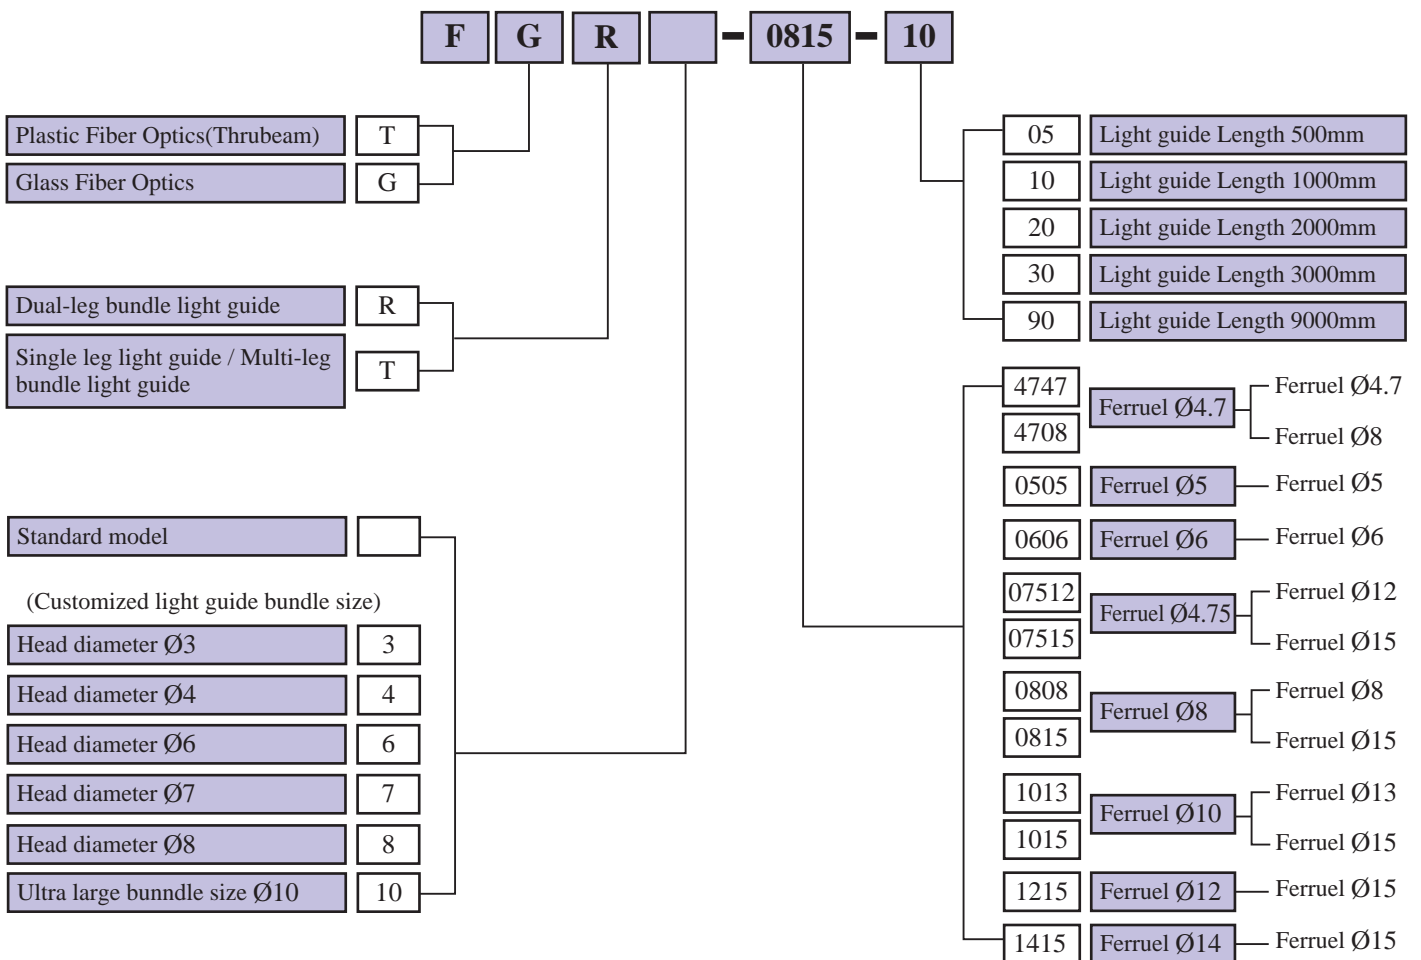 F G R - 0815 - 10
Plastic Fiber Optics(Thrubeam) T
Glass Fiber Optics G
Dual-leg bundle light guide R
Single leg light guide / Multi-leg
bundle light guide T
Standard model
(Customized light guide bundle size)
Head diameter Ø3 3
Head diameter Ø4 4
Head diameter Ø6 6
Head diameter Ø7 7
Head diameter Ø8 8
Ultra large bunndle size Ø10 10
05 Light guide Length 500mm
10 Light guide Length 1000mm
20 Light guide Length 2000mm
30 Light guide Length 3000mm
90 Light guide Length 9000mm
4747 Ferruel Ø4.7 Ferruel Ø4.7
4708 Ferruel Ø8
0505 Ferruel Ø5 Ferruel Ø5
0606 Ferruel Ø6 Ferruel Ø6
07512 Ferruel Ø4.75 Ferruel Ø12
07515 Ferruel Ø15
0808 Ferruel Ø8 Ferruel Ø8
0815 Ferruel Ø15
1013 Ferruel Ø10 Ferruel Ø13
1015 Ferruel Ø15
1215 Ferruel Ø12 Ferruel Ø15
1415 Ferruel Ø14 Ferruel Ø15